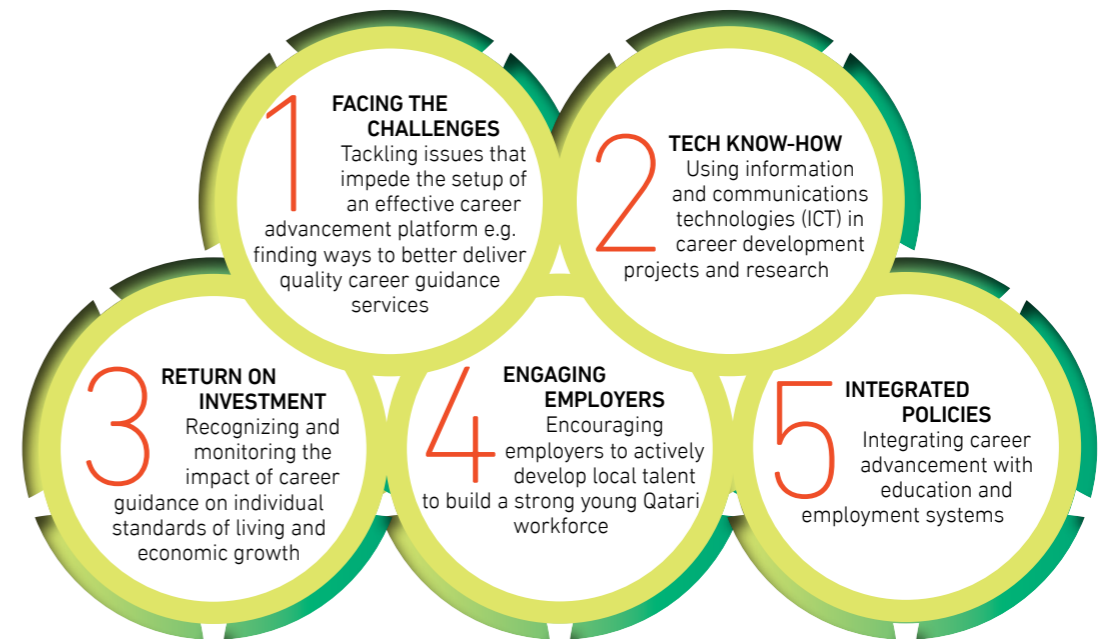 1
FACING THE
CHALLENGES
Tackling issues that
impede the setup of
an effective career
advancement platform e.g.
finding ways to better deliver
quality career guidance
services
2
TECH KNOW-HOW
Using information
and communications
technologies (ICT) in
career development
projects and research
3
RETURN ON
INVESTMENT
Recognizing and
monitoring the
impact of career
guidance on individual
standards of living and
economic growth
4
ENGAGING
EMPLOYERS
Encouraging
employers to actively
develop local talent
to build a strong young Qatari
workforce
5
INTEGRATED
POLICIES
Integrating career
advancement with
education and
employment systems